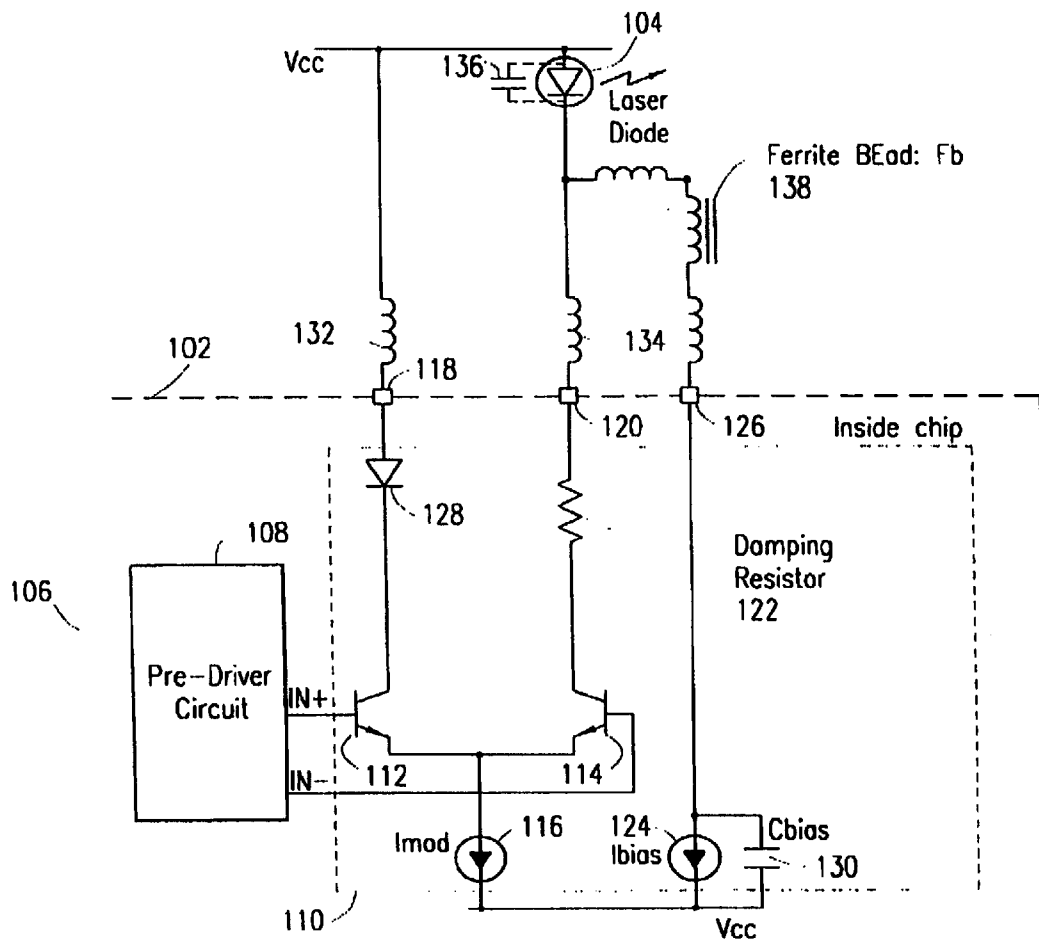 104
Vcc
136
Laser
Diode
Ferrite BEad: Fb
138
132
134
102
118
120
126
Inside chip
128
108
106
Damping
Resistor
122
Pre-Driver
Circuit
IN+
IN-
112
114
Imod
116
124
Ibias
Cbias
130
110
Vcc